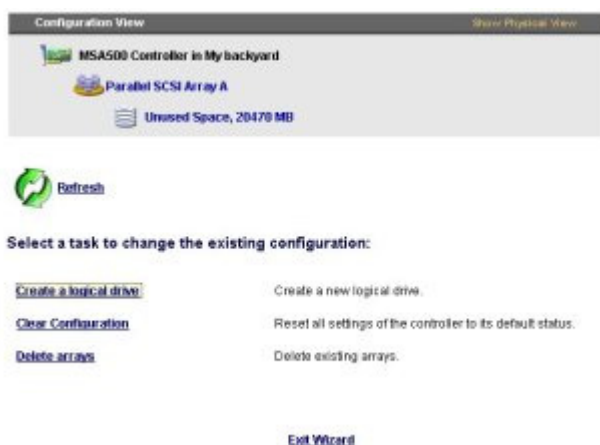 Configuration View Show Physical View
MSA500 Controller in My backyard
Parallel SCSI Array A
Unused Space, 20470 MB
Refresh
Select a task to change the existing configuration:
Create a logical drive Create a new logical drive.
Clear Configuration Reset all settings of the controller to its default status.
Delete arrays Delete existing arrays.
Exit Wizard